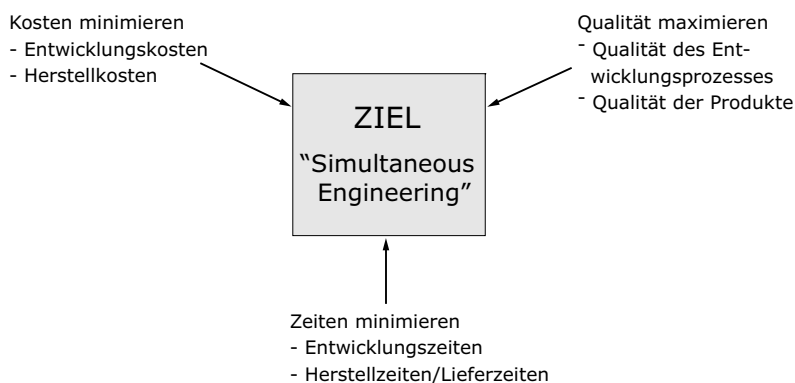 Kosten minimieren
- Entwicklungskosten
- Herstellkosten
Qualität maximieren
- Qualität des Ent-
wicklungsprozesses
- Qualität der Produkte
ZIEL
“Simultaneous
Engineering”
Zeiten minimieren
- Entwicklungszeiten
- Herstellzeiten/Lieferzeiten